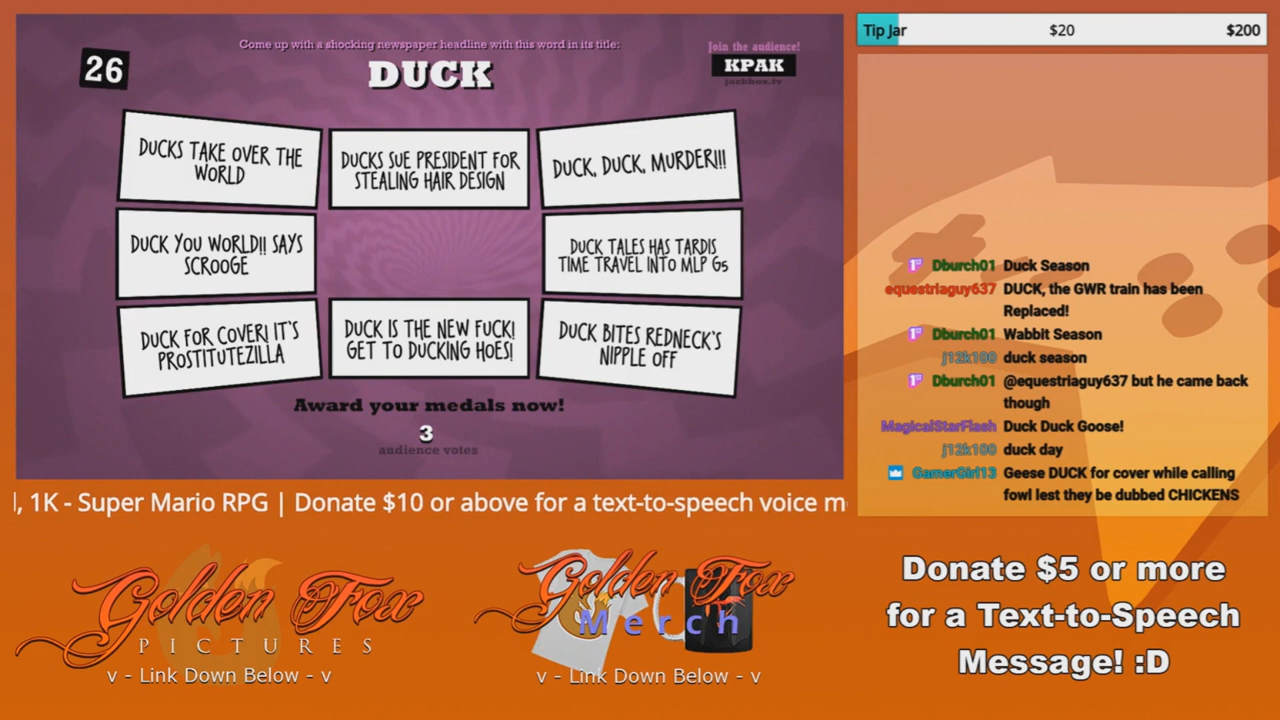 Come up with a shocking newspaper headline with this word in its title:
DUCK
26
Join the audience!
KPAK
jackbox.tv
DUCKS TAKE OVER THE
WORLD
DUCKS SUE PRESIDENT FOR
STEALING HAIR DESIGN
DUCK, DUCK, MURDER!!!
DUCK YOU WORLD!! SAYS
SCROOGE
DUCK TALES HAS TARDIS
TIME TRAVEL INTO MLP G5
DUCK FOR COVER! IT'S
PROSTITUTEZILLA
DUCK IS THE NEW FUCK!
GET TO DUCKING HOES!
DUCK BITES REDNECK'S
NIPPLE OFF
Award your medals now!
3
audience votes
Tip Jar $20 $200
Dburch01 Duck Season
equestriaguy637 DUCK, the GWR train has been
Replaced!
Dburch01 Wabbit Season
j12k100 duck season
Dburch01 @equestriaguy637 but he came back
though
MagicalStarFlash Duck Duck Goose!
j12k100 duck day
GamerGirl13 Geese DUCK for cover while calling
fowl lest they be dubbed CHICKENS
, 1K - Super Mario RPG | Donate $10 or above for a text-to-speech voice m
Golden Fox
PICTURES
v - Link Down Below - v
Golden Fox
Merch
v - Link Down Below - v
Donate $5 or more
for a Text-to-Speech
Message! :D